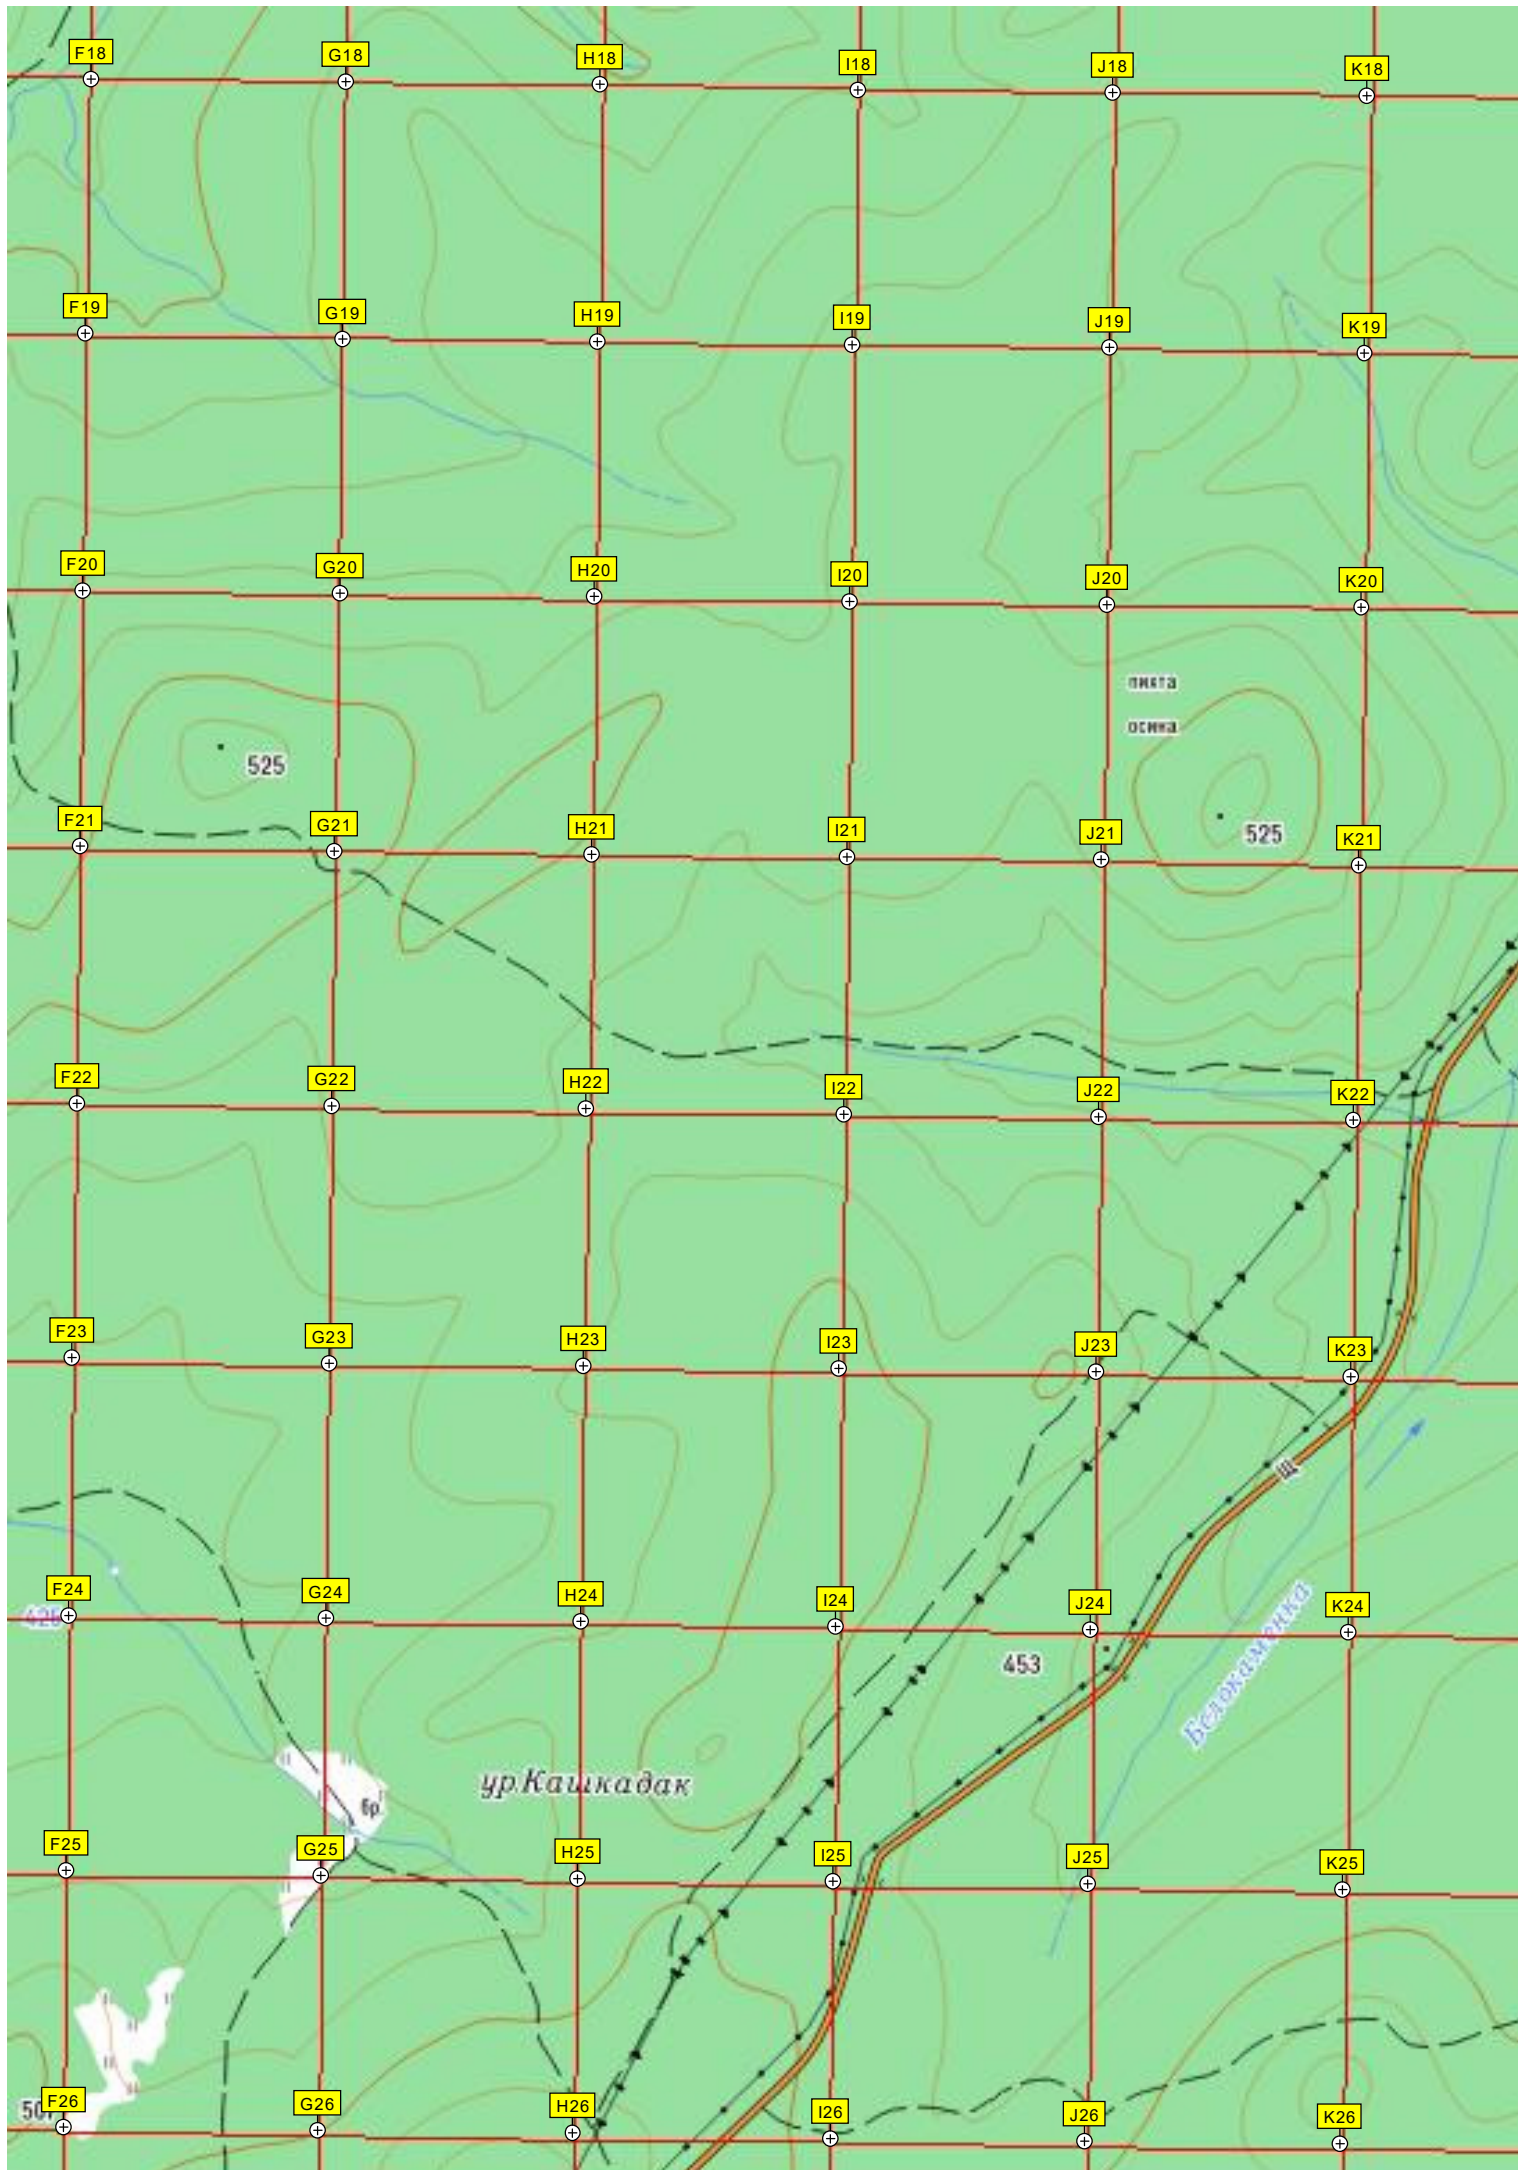 F18 G18 H18 I18 J18 K18
F19 G19 H19 I19 J19 K19
F20 G20 H20 I20 J20 K20
пихта
осина
525
525
F21 G21 H21 I21 J21 K21
F22 G22 H22 I22 J22 K22
F23 G23 H23 I23 J23 K23
Щ
F24 G24 H24 I24 J24 K24
453
Белокаменка
ур.Кашкадак
бр.
F25 G25 H25 I25 J25 K25
F26 G26 H26 I26 J26 K26